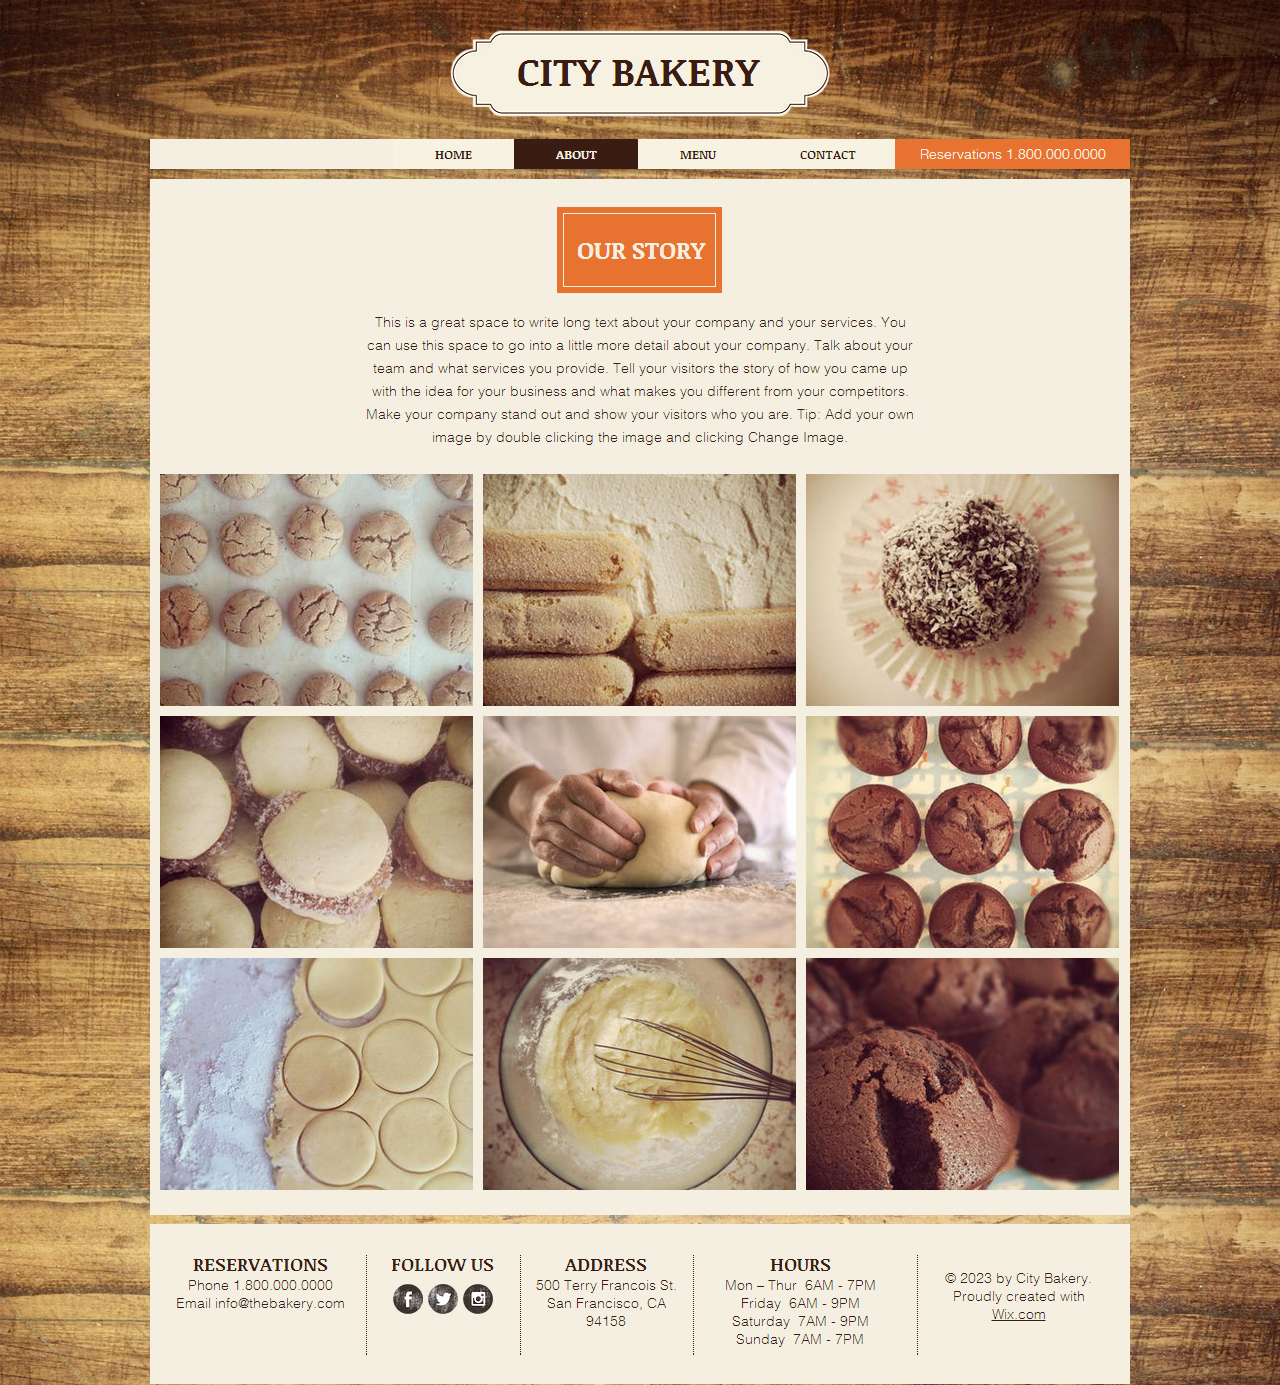 CITY BAKERY
HOME ABOUT MENU CONTACT Reservations 1.800.000.0000
OUR STORY
This is a great space to write long text about your company and your services. You
can use this space to go into a little more detail about your company. Talk about your
team and what services you provide. Tell your visitors the story of how you came up
with the idea for your business and what makes you different from your competitors.
Make your company stand out and show your visitors who you are. Tip: Add your own
image by double clicking the image and clicking Change Image.
RESERVATIONS
Phone 1.800.000.0000
Email info@thebakery.com
FOLLOW US
ADDRESS
500 Terry Francois St.
San Francisco, CA
94158
HOURS
Mon – Thur 6AM - 7PM
Friday 6AM - 9PM
Saturday 7AM - 9PM
Sunday 7AM - 7PM
© 2023 by City Bakery.
Proudly created with
Wix.com